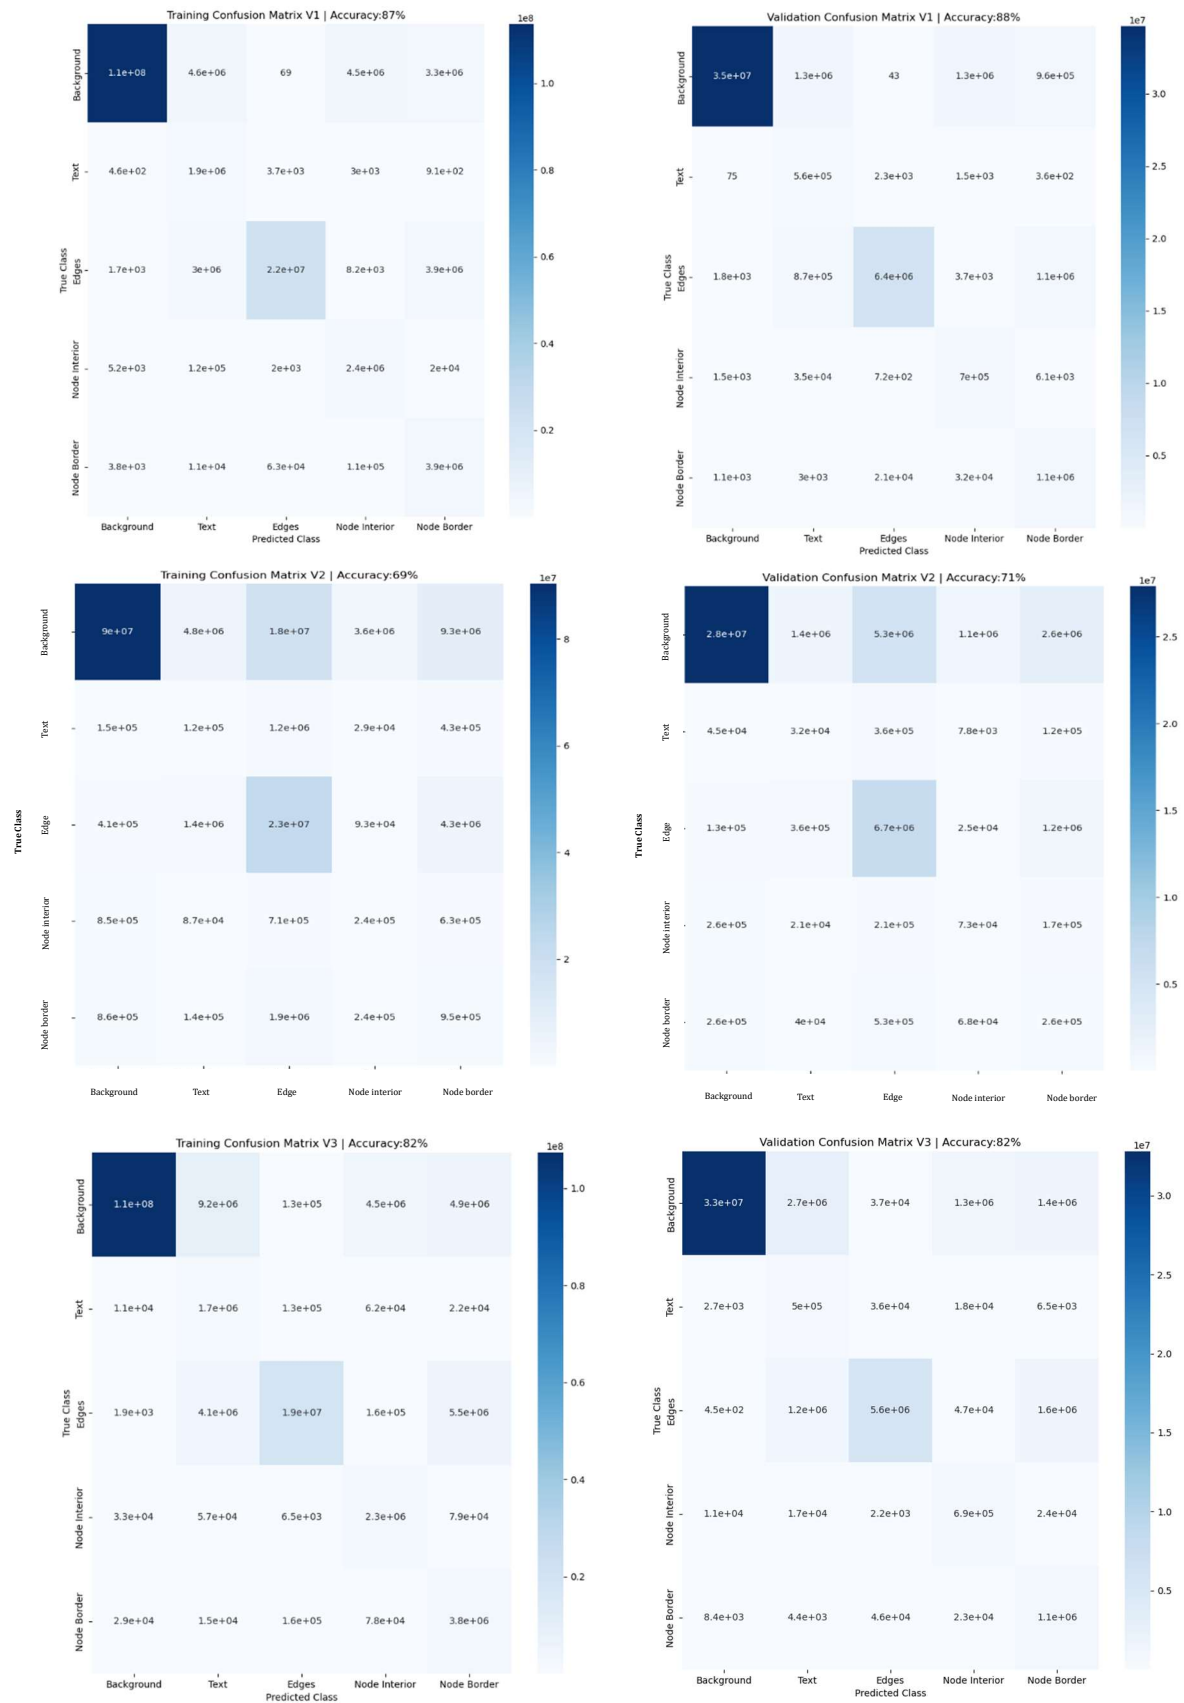 Training Confusion Matrix V1 | Accuracy:87%
1e8
Background 1.1e+08 4.6e+06 69 4.5e+06 3.3e+06
Text 4.6e+02 1.9e+06 3.7e+03 3e+03 9.1e+02
True Class
Edges 1.7e+03 3e+06 2.2e+07 8.2e+03 3.9e+06
Node Interior 5.2e+03 1.2e+05 2e+03 2.4e+06 2e+04
Node Border 3.8e+03 1.1e+04 6.3e+04 1.1e+05 3.9e+06
Background Text Edges Node Interior Node Border
Predicted Class
1.0
0.8
0.6
0.4
0.2
Validation Confusion Matrix V1 | Accuracy:88%
1e7
Background 3.5e+07 1.3e+06 43 1.3e+06 9.6e+05
Text 75 5.6e+05 2.3e+03 1.5e+03 3.6e+02
True Class
Edges 1.8e+03 8.7e+05 6.4e+06 3.7e+03 1.1e+06
Node Interior 1.5e+03 3.5e+04 7.2e+02 7e+05 6.1e+03
Node Border 1.1e+03 3e+03 2.1e+04 3.2e+04 1.1e+06
Background Text Edges Node Interior Node Border
Predicted Class
3.0
2.5
2.0
1.5
1.0
0.5
Training Confusion Matrix V2 | Accuracy:69%
1e7
Background 9e+07 4.8e+06 1.8e+07 3.6e+06 9.3e+06
Text 1.5e+05 1.2e+05 1.2e+06 2.9e+04 4.3e+05
True Class
Edge 4.1e+05 1.4e+06 2.3e+07 9.3e+04 4.3e+06
Node interior 8.5e+05 8.7e+04 7.1e+05 2.4e+05 6.3e+05
Node border 8.6e+05 1.4e+05 1.9e+06 2.4e+05 9.5e+05
Background Text Edge Node interior Node border
8
6
4
2
Validation Confusion Matrix V2 | Accuracy:71%
1e7
Background 2.8e+07 1.4e+06 5.3e+06 1.1e+06 2.6e+06
Text 4.5e+04 3.2e+04 3.6e+05 7.8e+03 1.2e+05
True Class
Edge 1.3e+05 3.6e+05 6.7e+06 2.5e+04 1.2e+06
Node interior 2.6e+05 2.1e+04 2.1e+05 7.3e+04 1.7e+05
Node border 2.6e+05 4e+04 5.3e+05 6.8e+04 2.6e+05
Background Text Edge Node interior Node border
2.5
2.0
1.5
1.0
0.5
Training Confusion Matrix V3 | Accuracy:82%
1e8
Background 1.1e+08 9.2e+06 1.3e+05 4.5e+06 4.9e+06
Text 1.1e+04 1.7e+06 1.3e+05 6.2e+04 2.2e+04
True Class
Edges 1.9e+03 4.1e+06 1.9e+07 1.6e+05 5.5e+06
Node Interior 3.3e+04 5.7e+04 6.5e+03 2.3e+06 7.9e+04
Node Border 2.9e+04 1.5e+04 1.6e+05 7.8e+04 3.8e+06
Background Text Edges Node Interior Node Border
Predicted Class
1.0
0.8
0.6
0.4
0.2
Validation Confusion Matrix V3 | Accuracy:82%
1e7
Background 3.3e+07 2.7e+06 3.7e+04 1.3e+06 1.4e+06
Text 2.7e+03 5e+05 3.6e+04 1.8e+04 6.5e+03
True Class
Edges 4.5e+02 1.2e+06 5.6e+06 4.7e+04 1.6e+06
Node Interior 1.1e+04 1.7e+04 2.2e+03 6.9e+05 2.4e+04
Node Border 8.4e+03 4.4e+03 4.6e+04 2.3e+04 1.1e+06
Background Text Edges Node Interior Node Border
Predicted Class
3.0
2.5
2.0
1.5
1.0
0.5